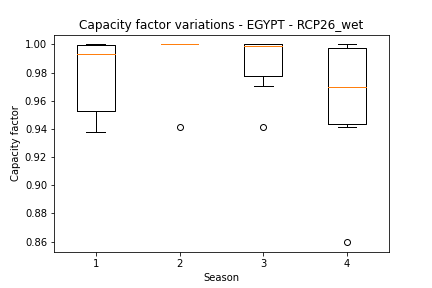 Capacity factor variations - EGYPT - RCP26_wet
1.00
0.98
0.96
0.94
0.92
0.90
0.88
0.86
Capacity factor
1 2 3 4
Season